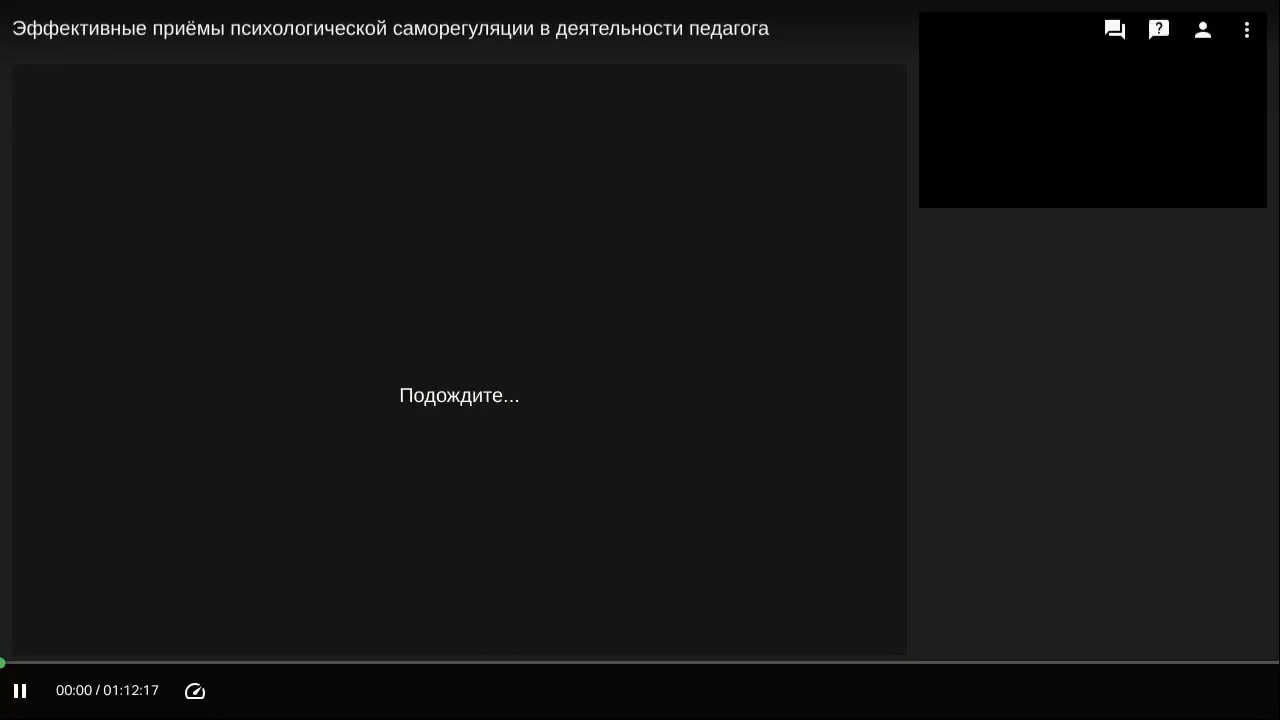 Эффективные приёмы психологической саморегуляции в деятельности педагога
Подождите...
00:00 / 01:12:17